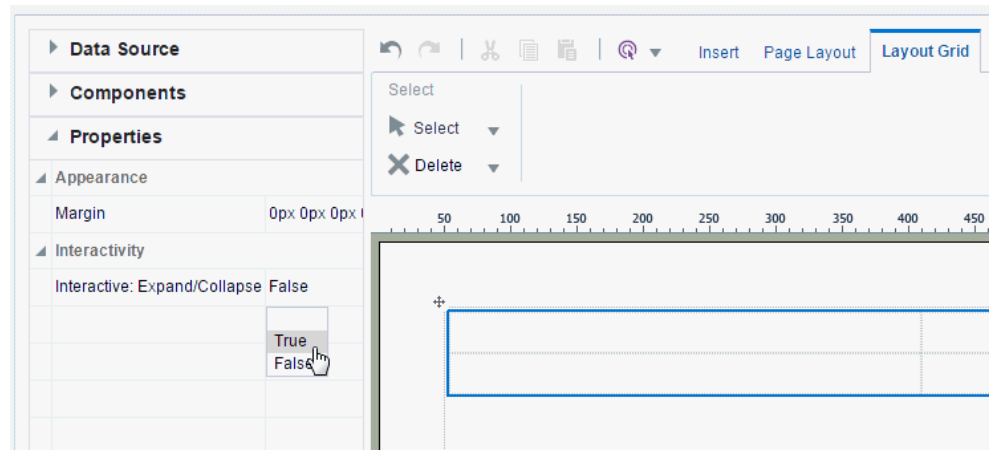 Data Source
Components
Properties
Appearance
Margin 0px 0px 0px
Interactivity
Interactive: Expand/Collapse False
True
False
Insert Page Layout Layout Grid
Select
Select
Delete
50 100 150 200 250 300 350 400 450